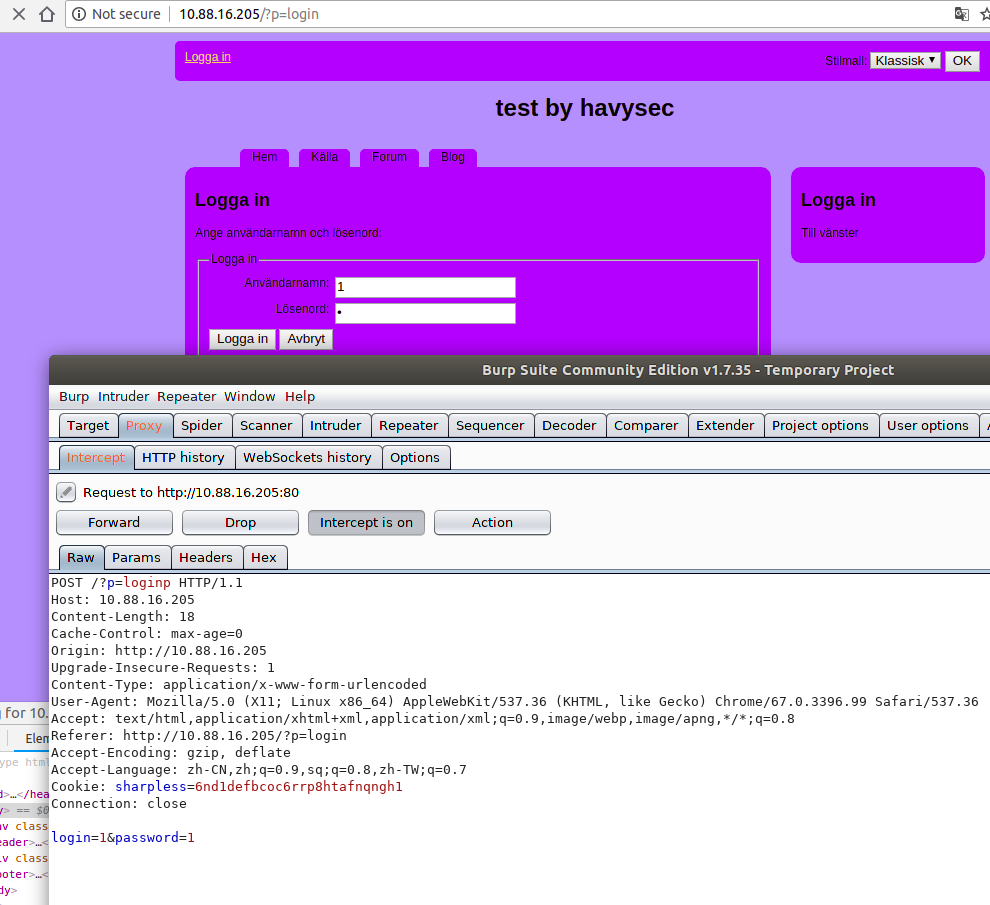 Not secure 10.88.16.205/?p=login
Logga in
Stilmall: Klassisk OK
test by havysec
Hem Källa Forum Blog
Logga in
Ange användarnamn och lösenord:
Logga in
Användarnamn: 1
Lösenord: •
Logga in Avbryt
Logga in
Till vänster
Burp Suite Community Edition v1.7.35 - Temporary Project
Burp Intruder Repeater Window Help
Target Proxy Spider Scanner Intruder Repeater Sequencer Decoder Comparer Extender Project options User options
Intercept HTTP history WebSockets history Options
Request to http://10.88.16.205:80
Forward Drop Intercept is on Action
Raw Params Headers Hex
POST /?p=loginp HTTP/1.1
Host: 10.88.16.205
Content-Length: 18
Cache-Control: max-age=0
Origin: http://10.88.16.205
Upgrade-Insecure-Requests: 1
Content-Type: application/x-www-form-urlencoded
User-Agent: Mozilla/5.0 (X11; Linux x86_64) AppleWebKit/537.36 (KHTML, like Gecko) Chrome/67.0.3396.99 Safari/537.36
Accept: text/html,application/xhtml+xml,application/xml;q=0.9,image/webp,image/apng,*/*;q=0.8
Referer: http://10.88.16.205/?p=login
Accept-Encoding: gzip, deflate
Accept-Language: zh-CN,zh;q=0.9,sq;q=0.8,zh-TW;q=0.7
Cookie: sharpless=6nd1defbcoc6rrp8htafnqngh1
Connection: close
login=1&password=1
for 10.
Elem
ype html
d>…</hea
y> == $0
av class
eader>…<
iv class
ooter>…<
dy>